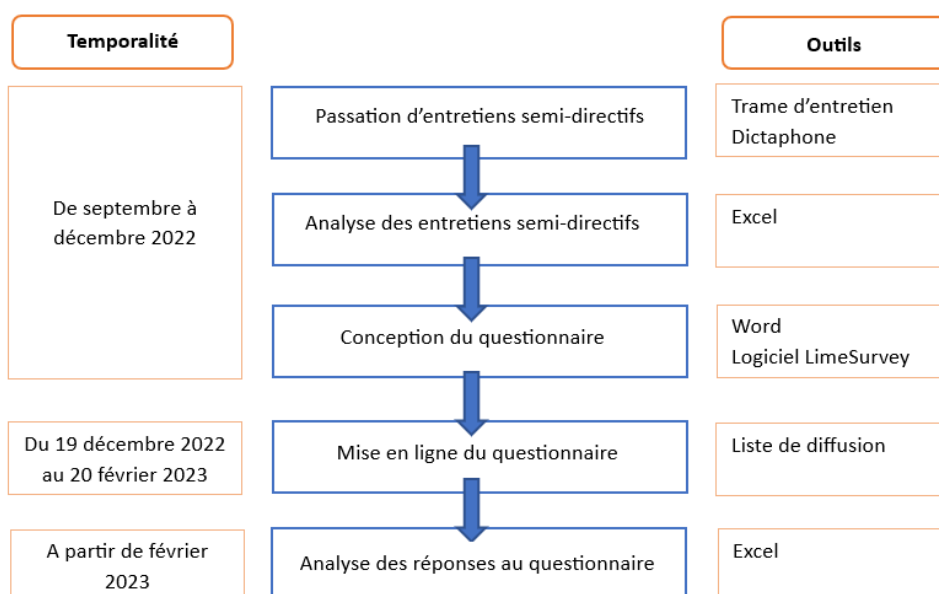 Temporalité
Outils
De septembre à
décembre 2022
Passation d’entretiens semi-directifs
Trame d’entretien
Dictaphone
Analyse des entretiens semi-directifs
Excel
Conception du questionnaire
Word
Logiciel LimeSurvey
Du 19 décembre 2022
au 20 février 2023
Mise en ligne du questionnaire
Liste de diffusion
A partir de février
2023
Analyse des réponses au questionnaire
Excel